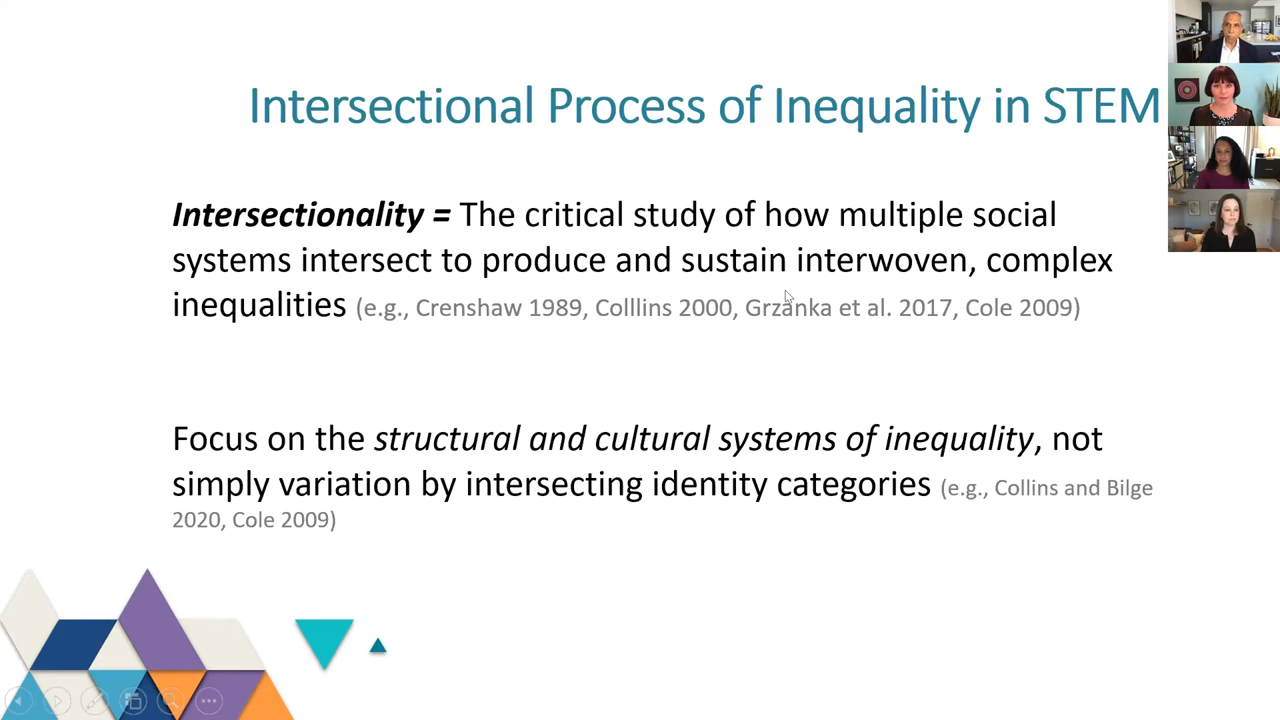 Intersectional Process of Inequality in STEM
Intersectionality = The critical study of how multiple social
systems intersect to produce and sustain interwoven, complex
inequalities (e.g., Crenshaw 1989, Colllins 2000, Grzanka et al. 2017, Cole 2009)
Focus on the structural and cultural systems of inequality, not
simply variation by intersecting identity categories (e.g., Collins and Bilge
2020, Cole 2009)